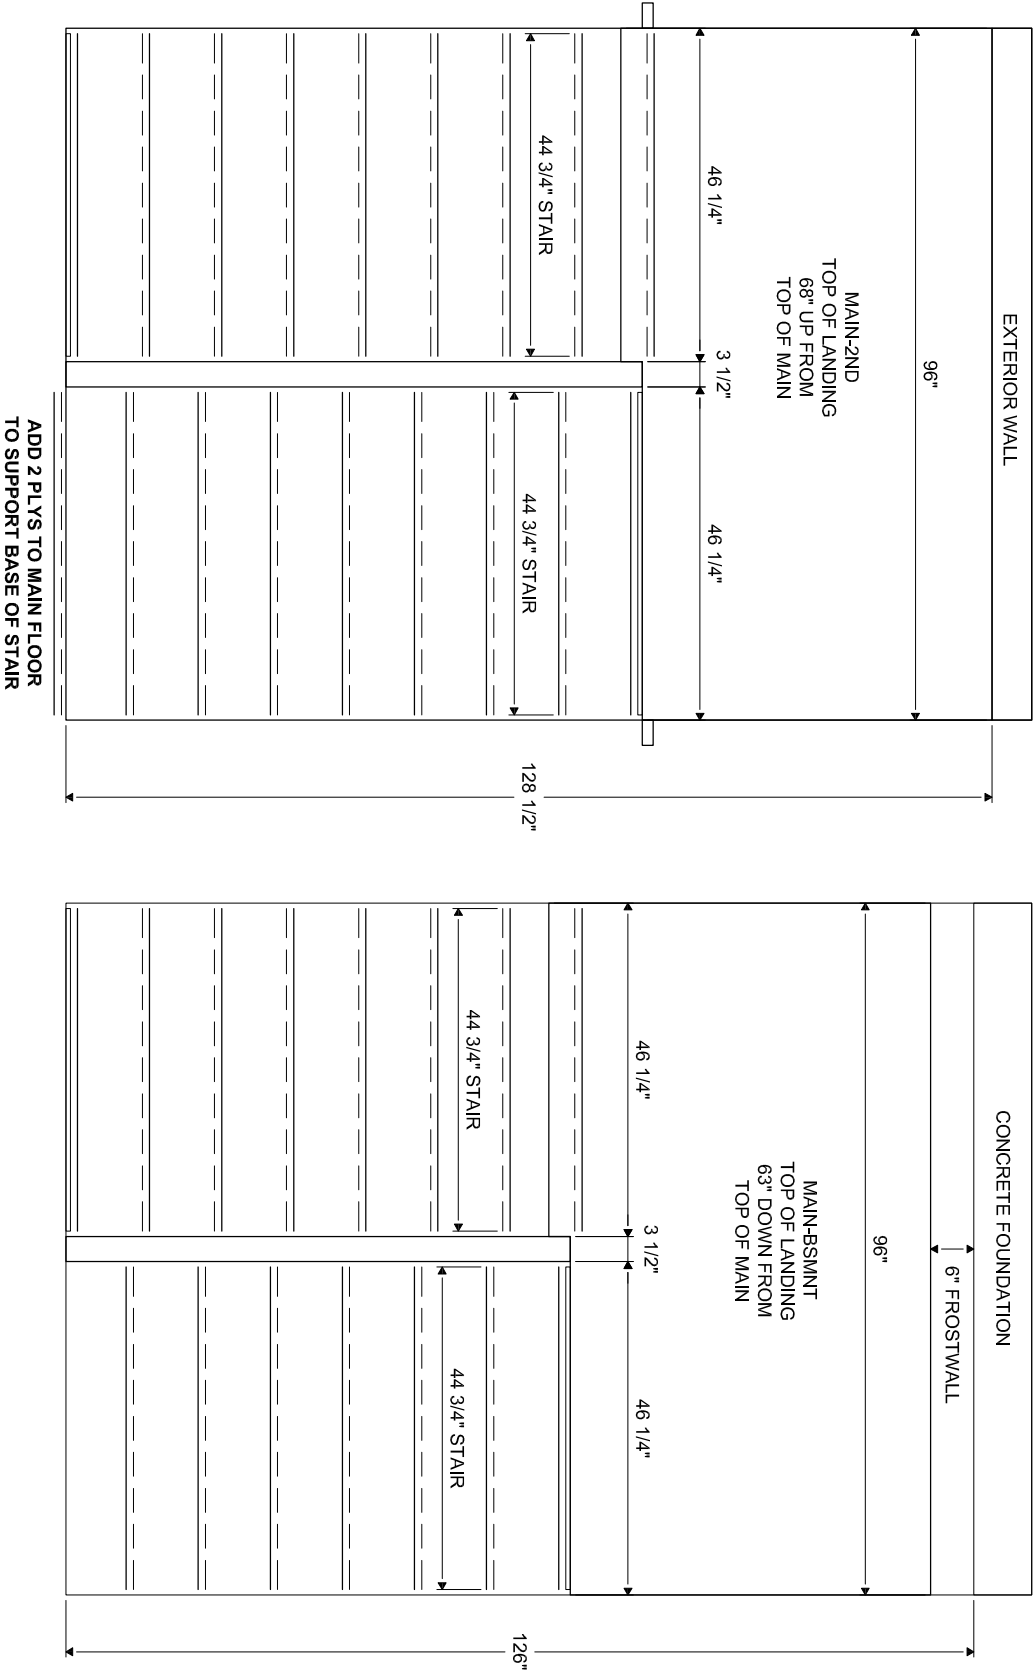 EXTERIOR WALL
96"
MAIN-2ND
TOP OF LANDING
68" UP FROM
TOP OF MAIN
46 1/4"
3 1/2"
46 1/4"
44 3/4" STAIR
44 3/4" STAIR
128 1/2"
ADD 2 PLYS TO MAIN FLOOR
TO SUPPORT BASE OF STAIR
CONCRETE FOUNDATION
6" FROSTWALL
96"
MAIN-BSMNT
TOP OF LANDING
63" DOWN FROM
TOP OF MAIN
46 1/4"
3 1/2"
46 1/4"
44 3/4" STAIR
44 3/4" STAIR
126"